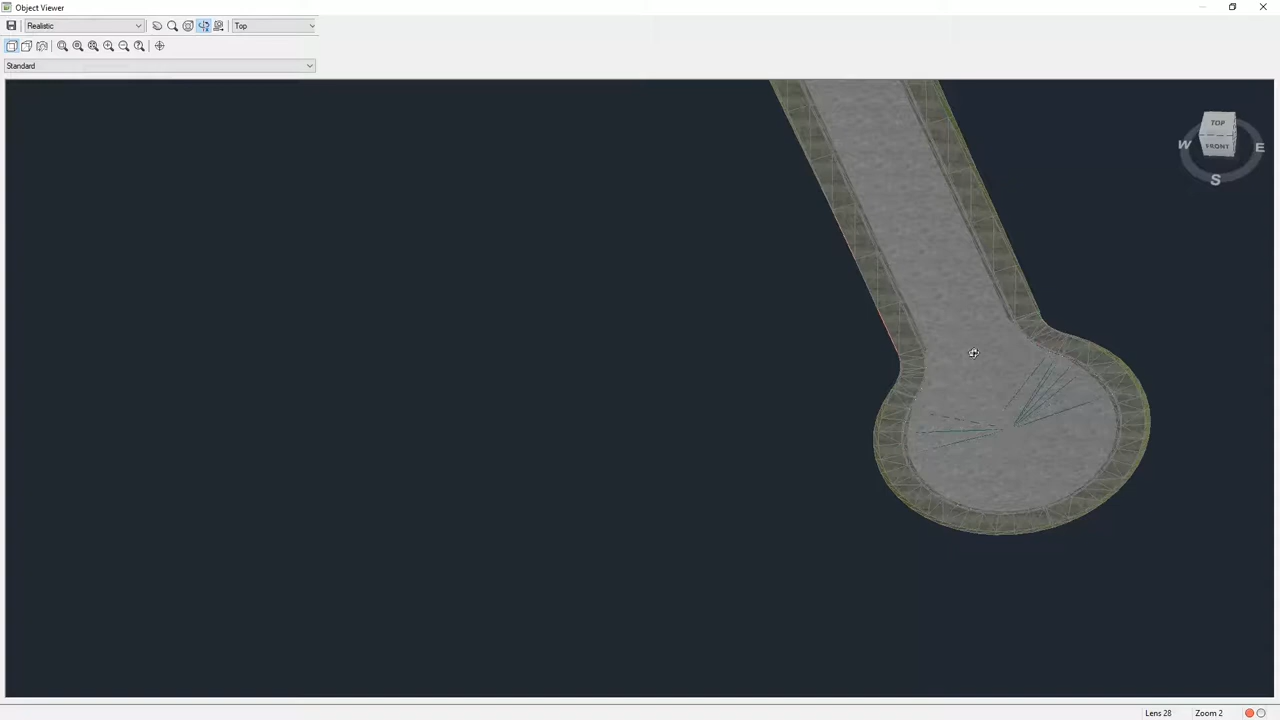 Object Viewer
Realistic
Top
Standard
TOP
FRONT
W
E
S
Lens 28
Zoom 2